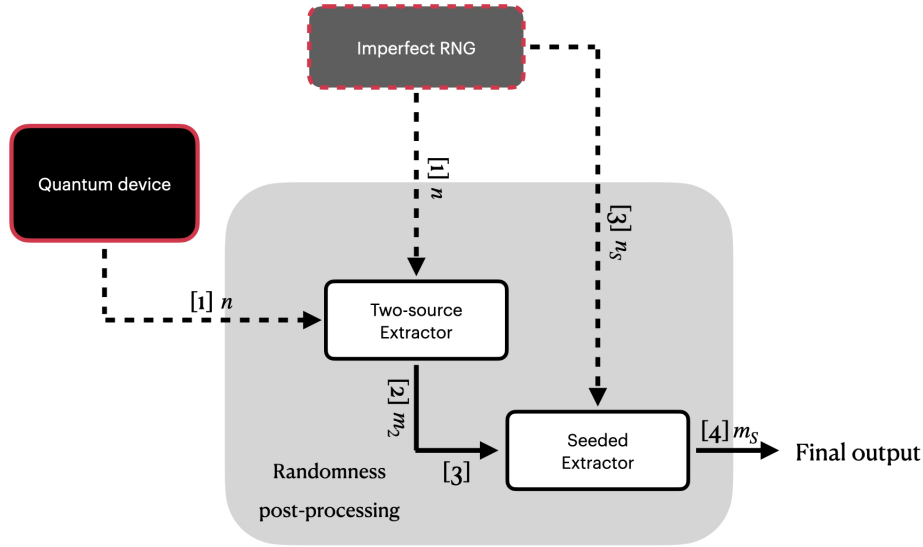 Imperfect RNG
Quantum device
[1] n
[3] n_S
[1] n
Two-source
Extractor
[2] m_2
Seeded
Extractor
[3]
[4] m_S
Final output
Randomness
post-processing